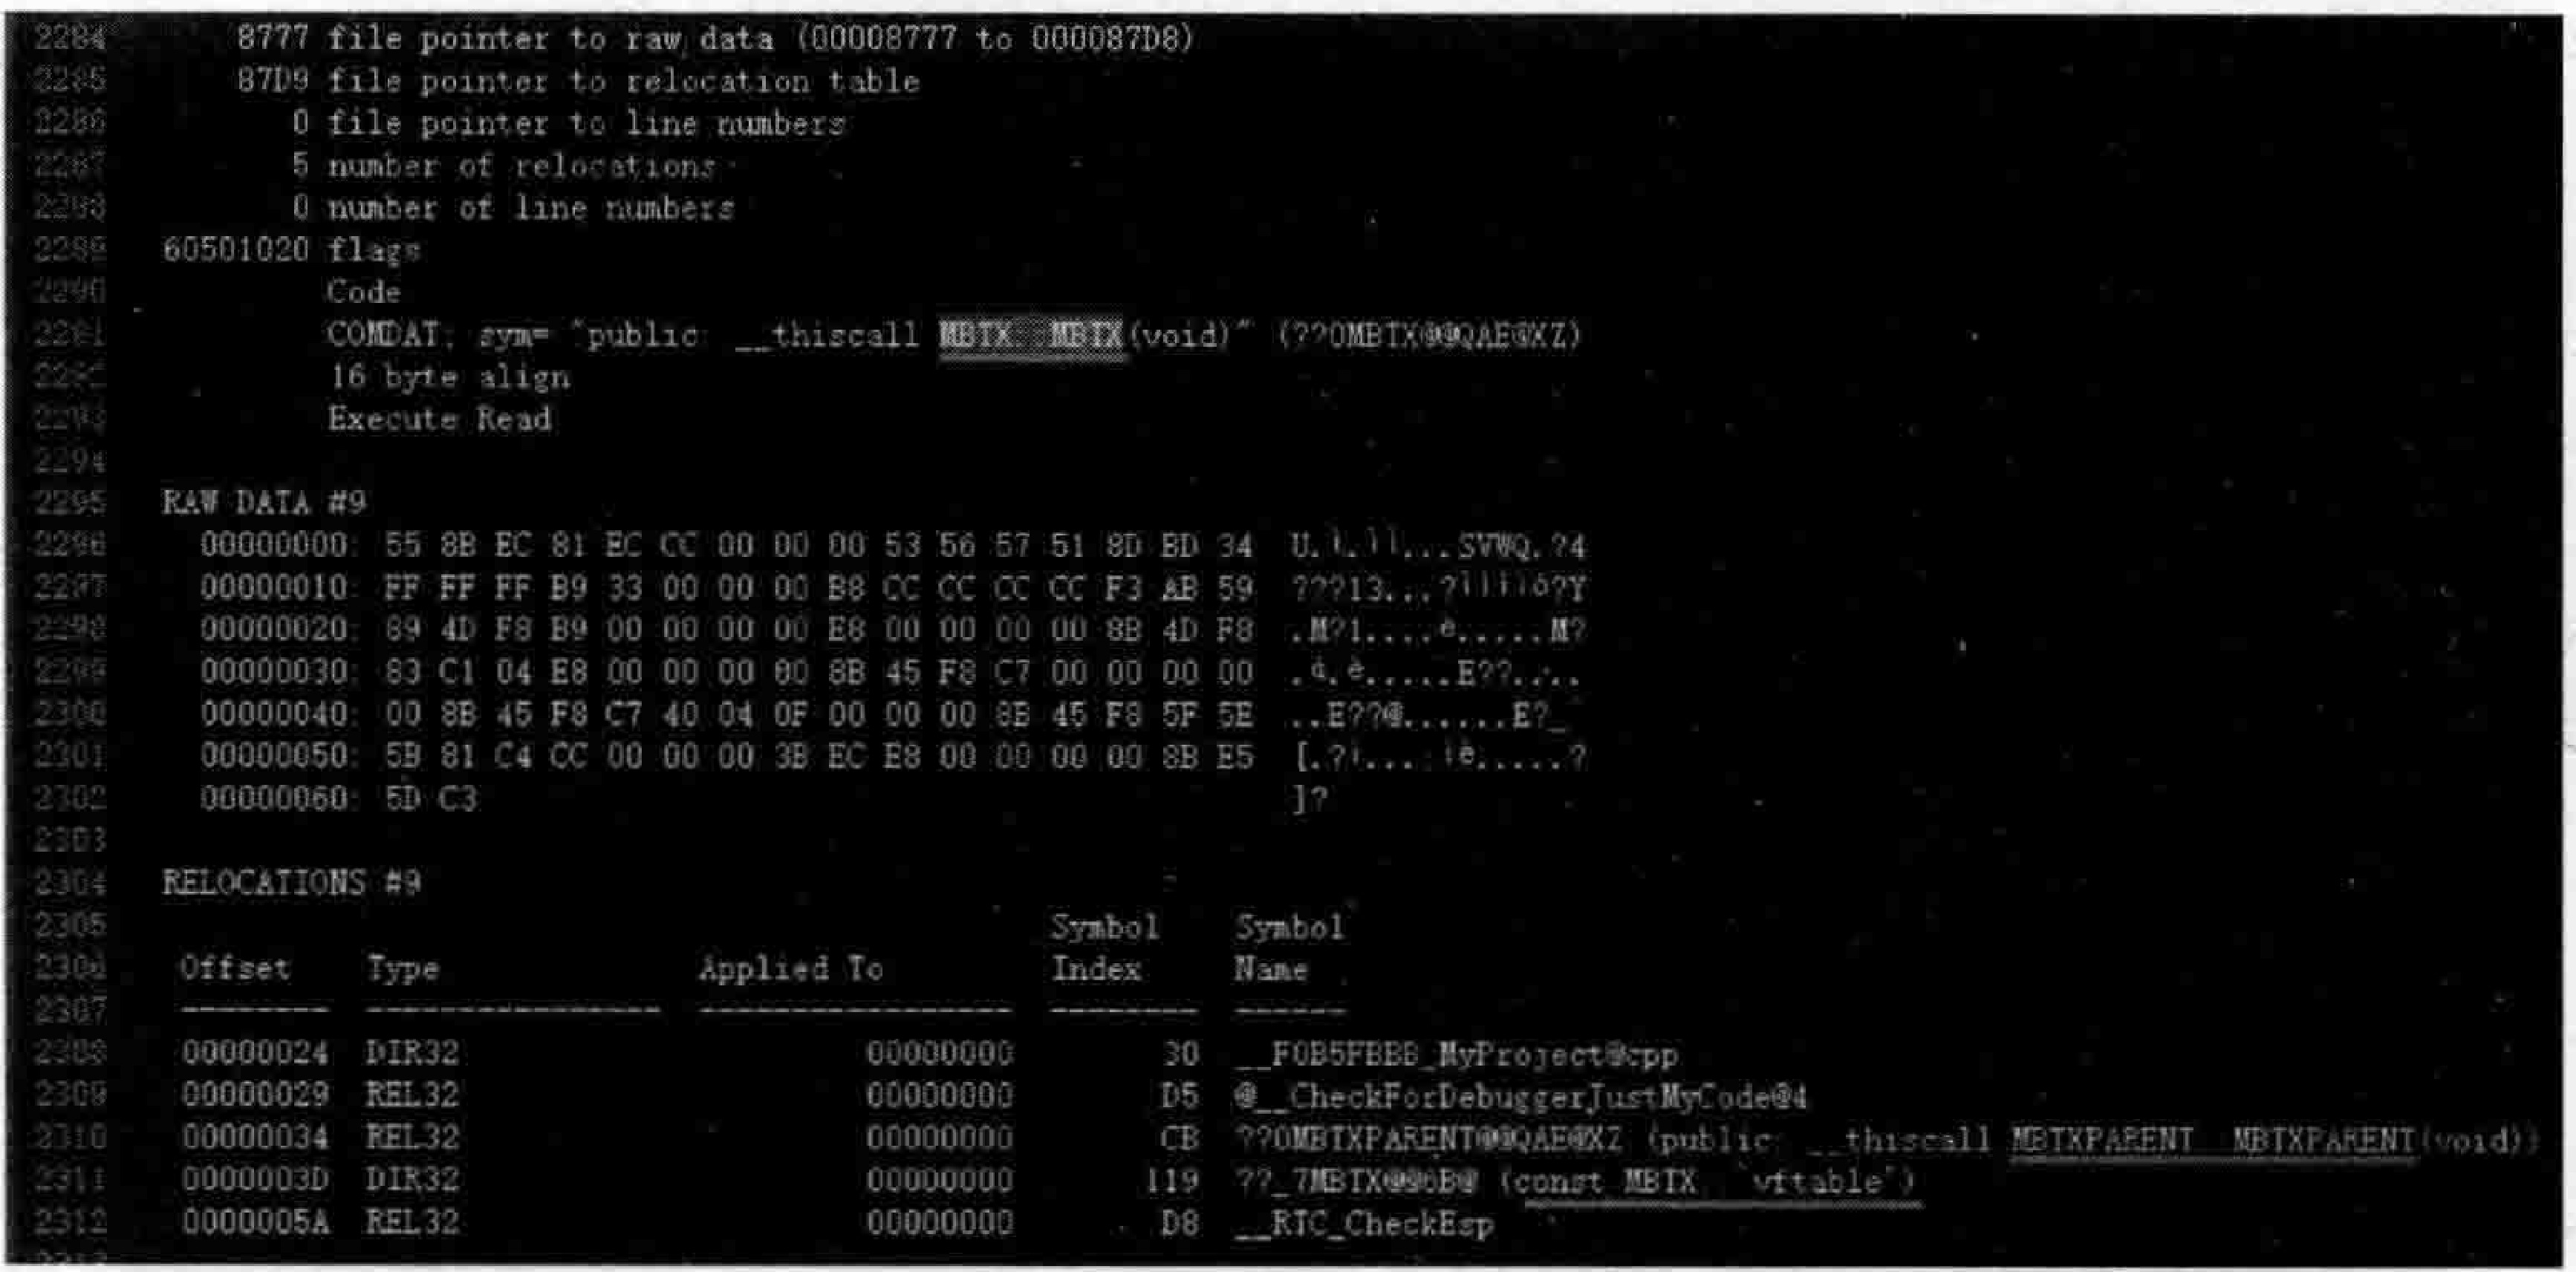 2284 8777 file pointer to raw data (00008777 to 000087D8)
2285 87D9 file pointer to relocation table
2286 0 file pointer to line numbers
2287 5 number of relocations
2288 0 number of line numbers
2289 60501020 flags
2290 Code
2291 COMDAT; sym= "public: __thiscall MBTX::MBTX(void)" (??0MBTX@@QAE@XZ)
2292 16 byte align
2293 Execute Read
2294
2295 RAW DATA #9
2296 00000000: 55 8B EC 81 EC CC 00 00 00 53 56 57 51 8D BD 34 U.ì.ìÌ...SVWQ.?4
2297 00000010: FF FF FF B9 33 00 00 00 B8 CC CC CC CC F3 AB 59 ???13...?ÌÌÌÌó?Y
2298 00000020: 89 4D F8 B9 00 00 00 00 E8 00 00 00 00 8B 4D F8 .M?1....è.....M?
2299 00000030: 83 C1 04 E8 00 00 00 00 8B 45 F8 C7 00 00 00 00 .á.è.....E??....
2300 00000040: 00 8B 45 F8 C7 40 04 0F 00 00 00 8B 45 F8 5F 5E ..E??@......E?_^
2301 00000050: 5B 81 C4 CC 00 00 00 3B EC E8 00 00 00 00 8B E5 [.?Ì...;ìè.....?
2302 00000060: 5D C3 ]?
2303
2304 RELOCATIONS #9
2305 Symbol Symbol
2306 Offset Type Applied To Index Name
2307 -------- ---------------- ----------------- -------- ------
2308 00000024 DIR32 00000000 30 __F0B5FBBB_MyProject@cpp
2309 00000029 REL32 00000000 D5 @__CheckForDebuggerJustMyCode@4
2310 00000034 REL32 00000000 CB ??0MBTXPARENT@@QAE@XZ (public: __thiscall MBTXPARENT::MBTXPARENT(void))
2311 0000003D DIR32 00000000 119 ??_7MBTX@@6B@ (const MBTX::`vftable')
2312 0000005A REL32 00000000 D8 __RTC_CheckEsp